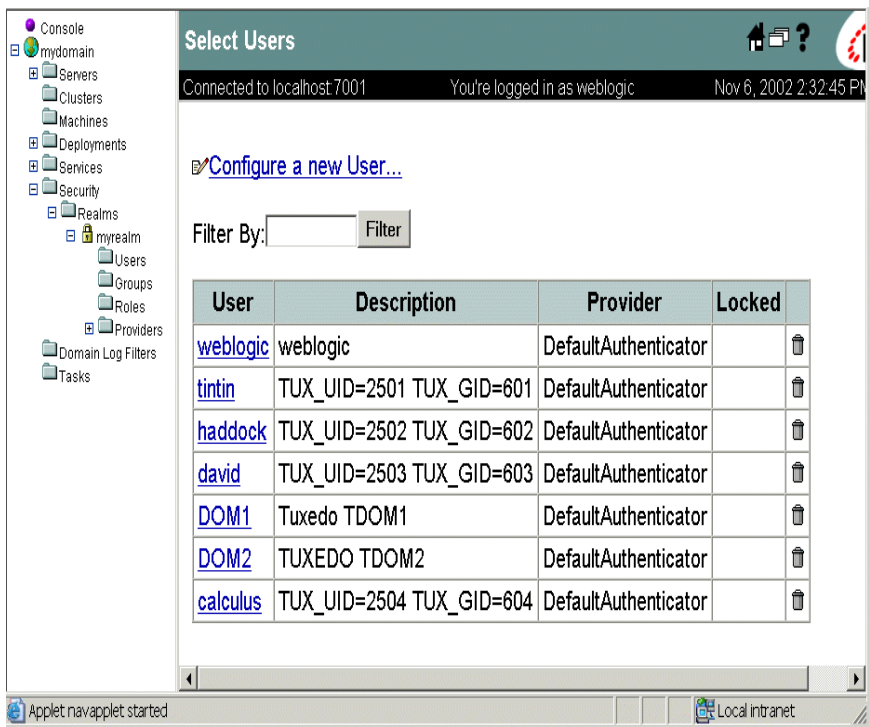 Console
mydomain
Servers
Clusters
Machines
Deployments
Services
Security
Realms
myrealm
Users
Groups
Roles
Providers
Domain Log Filters
Tasks
Select Users
?
Connected to localhost:7001 You're logged in as weblogic Nov 6, 2002 2:32:45 PM
Configure a new User...
Filter By: Filter
User Description Provider Locked
weblogic weblogic DefaultAuthenticator
tintin TUX_UID=2501 TUX_GID=601 DefaultAuthenticator
haddock TUX_UID=2502 TUX_GID=602 DefaultAuthenticator
david TUX_UID=2503 TUX_GID=603 DefaultAuthenticator
DOM1 Tuxedo TDOM1 DefaultAuthenticator
DOM2 TUXEDO TDOM2 DefaultAuthenticator
calculus TUX_UID=2504 TUX_GID=604 DefaultAuthenticator
Applet navapplet started Local intranet